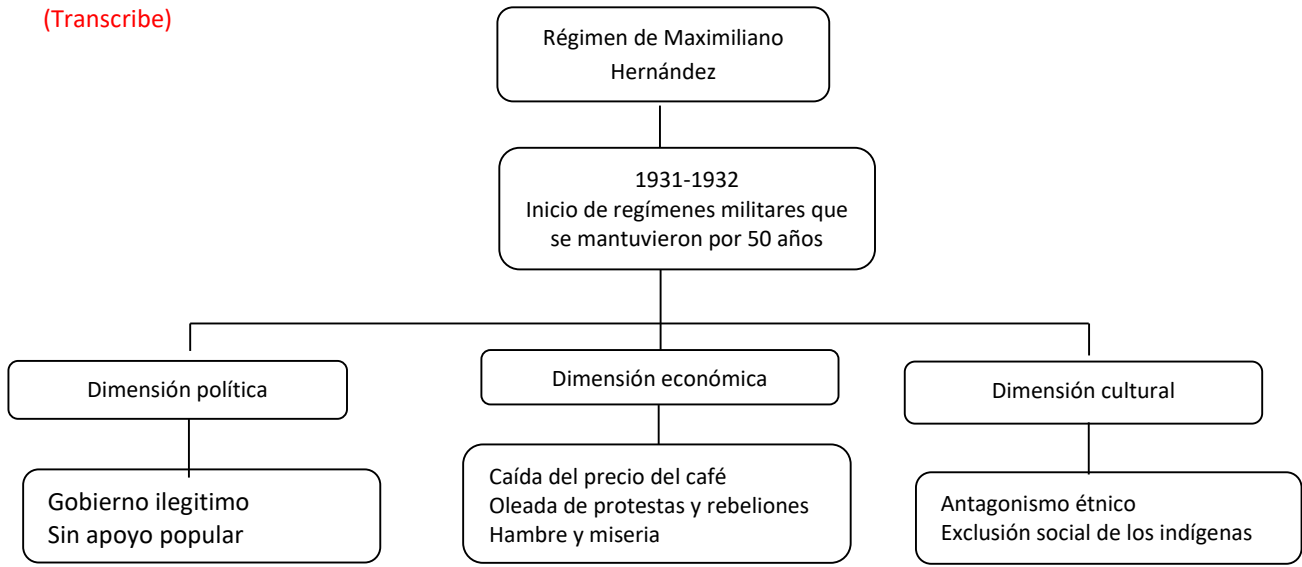 (Transcribe)
Régimen de Maximiliano
Hernández
1931-1932
Inicio de regímenes militares que
se mantuvieron por 50 años
Dimensión política
Dimensión económica
Dimensión cultural
Gobierno ilegitimo
Sin apoyo popular
Caída del precio del café
Oleada de protestas y rebeliones
Hambre y miseria
Antagonismo étnico
Exclusión social de los indígenas